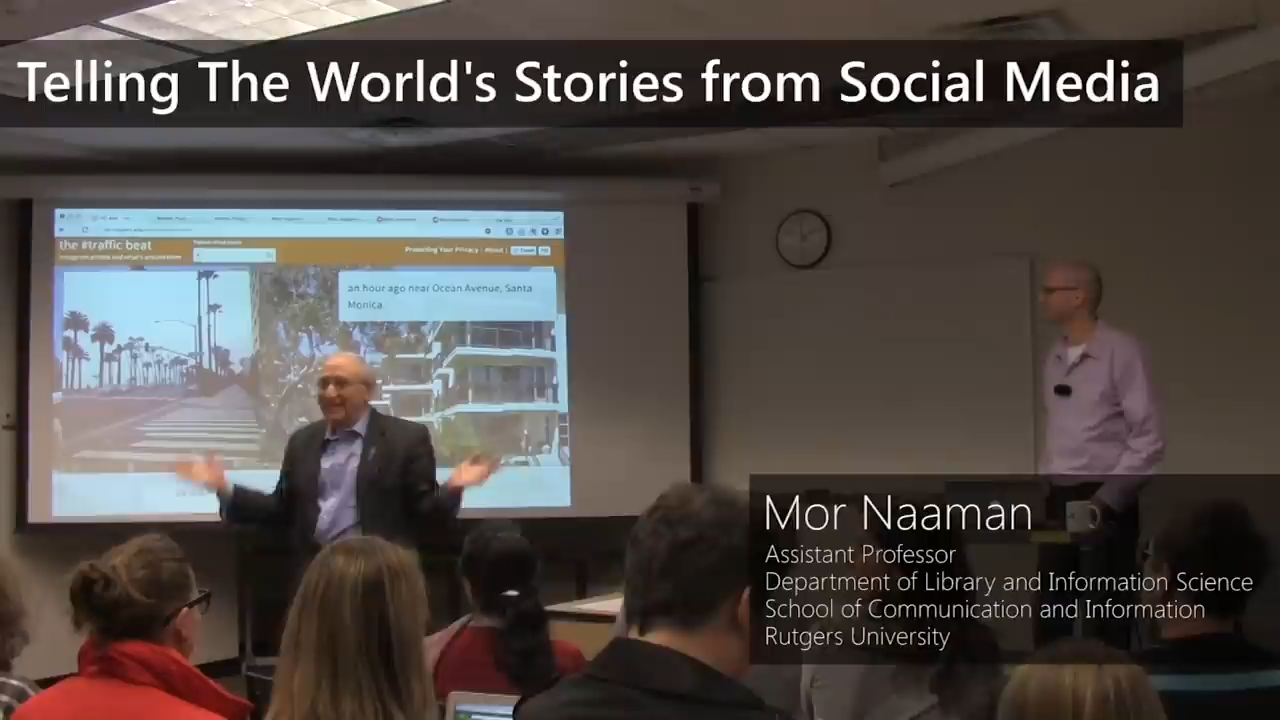 Telling The World's Stories from Social Media
the #traffic beat
Promoting Your Privacy | About |
an hour ago near Ocean Avenue, Santa
Monica
Mor Naaman
Assistant Professor
Department of Library and Information Science
School of Communication and Information
Rutgers University